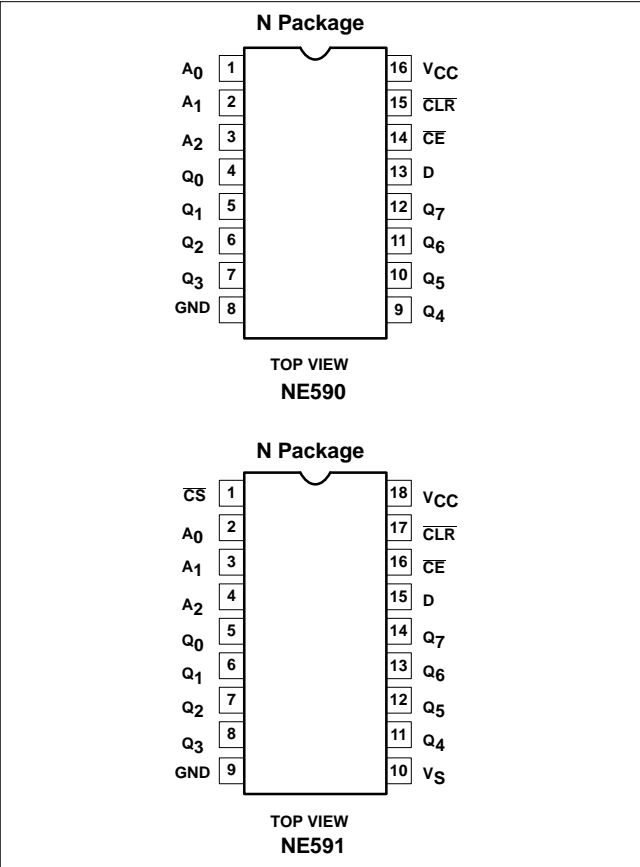 N Package
A0 1 16 VCC
A1 2 15 CLR
A2 3 14 CE
Q0 4 13 D
Q1 5 12 Q7
Q2 6 11 Q6
Q3 7 10 Q5
GND 8 9 Q4
TOP VIEW
NE590
N Package
CS 1 18 VCC
A0 2 17 CLR
A1 3 16 CE
A2 4 15 D
Q0 5 14 Q7
Q1 6 13 Q6
Q2 7 12 Q5
Q3 8 11 Q4
GND 9 10 VS
TOP VIEW
NE591